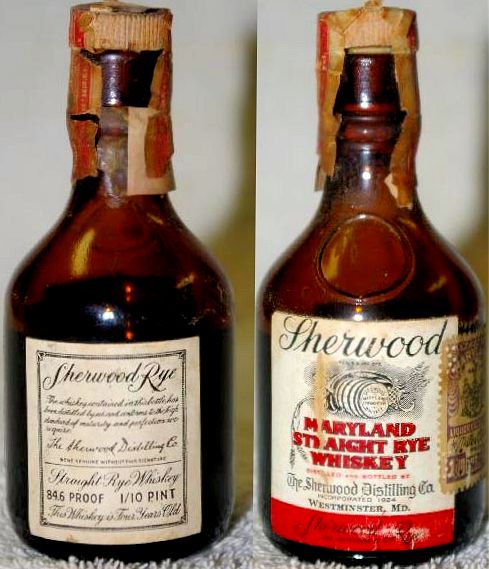 Sherwood Rye
The whiskey contained in this bottle has
been distilled by us and conforms to the high
standard of maturity and perfection we
require.
The Sherwood Distilling Co.
NONE GENUINE WITHOUT THIS SIGNATURE
Straight Rye Whiskey
84.6 PROOF 1/10 PINT
This Whiskey is Four Years Old
Sherwood
MARYLAND
STRAIGHT RYE
WHISKEY
DISTILLED AND BOTTLED BY
The Sherwood Distilling Co.
INCORPORATED 1924
WESTMINSTER, MD.
Sherwood Rye